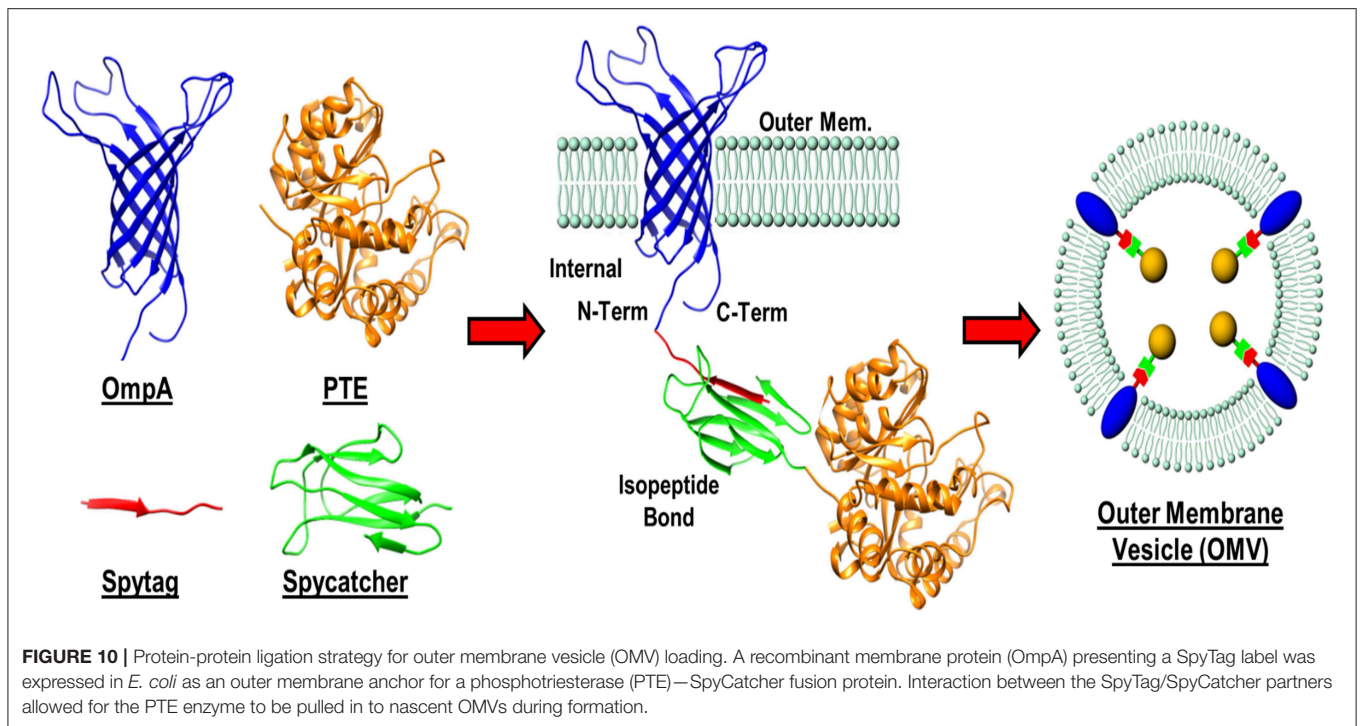 OmpA
PTE
Spytag
Spycatcher
Outer Mem.
Internal
N-Term
C-Term
Isopeptide
Bond
Outer Membrane
Vesicle (OMV)
FIGURE 10 | Protein-protein ligation strategy for outer membrane vesicle (OMV) loading. A recombinant membrane protein (OmpA) presenting a SpyTag label was
expressed in E. coli as an outer membrane anchor for a phosphotriesterase (PTE)—SpyCatcher fusion protein. Interaction between the SpyTag/SpyCatcher partners
allowed for the PTE enzyme to be pulled in to nascent OMVs during formation.